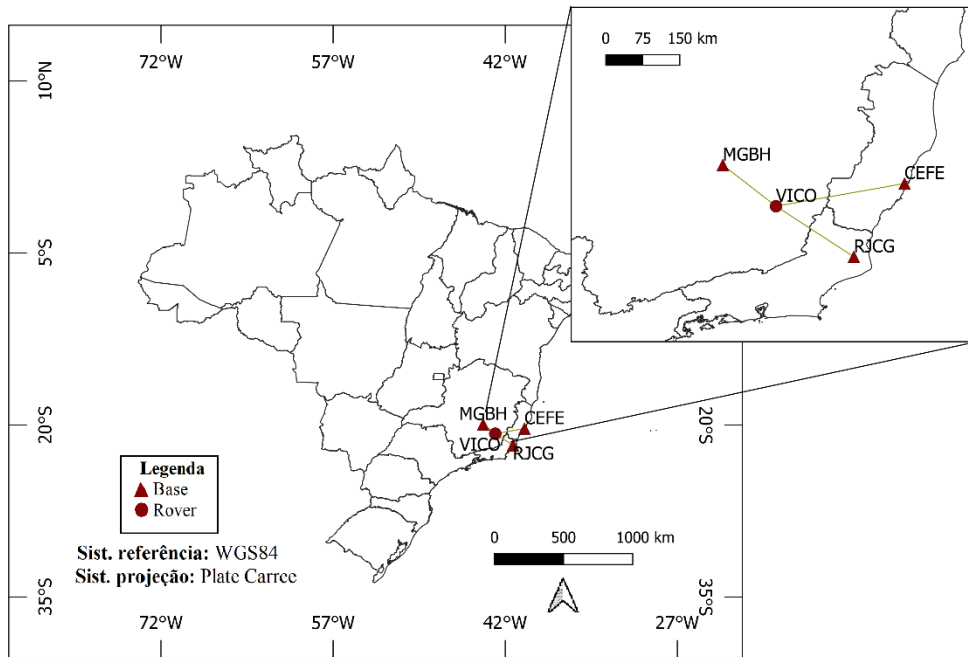 72°W 57°W 42°W
10°N
5°S
20°S
35°S
0 75 150 km
MGBH
CEFE
VICO
RJCG
MGBH
CEFE
VICO
RJCG
20°S
35°S
Legenda
Base
Rover
Sist. referência: WGS84
Sist. projeção: Plate Carree
0 500 1000 km
72°W 57°W 42°W 27°W